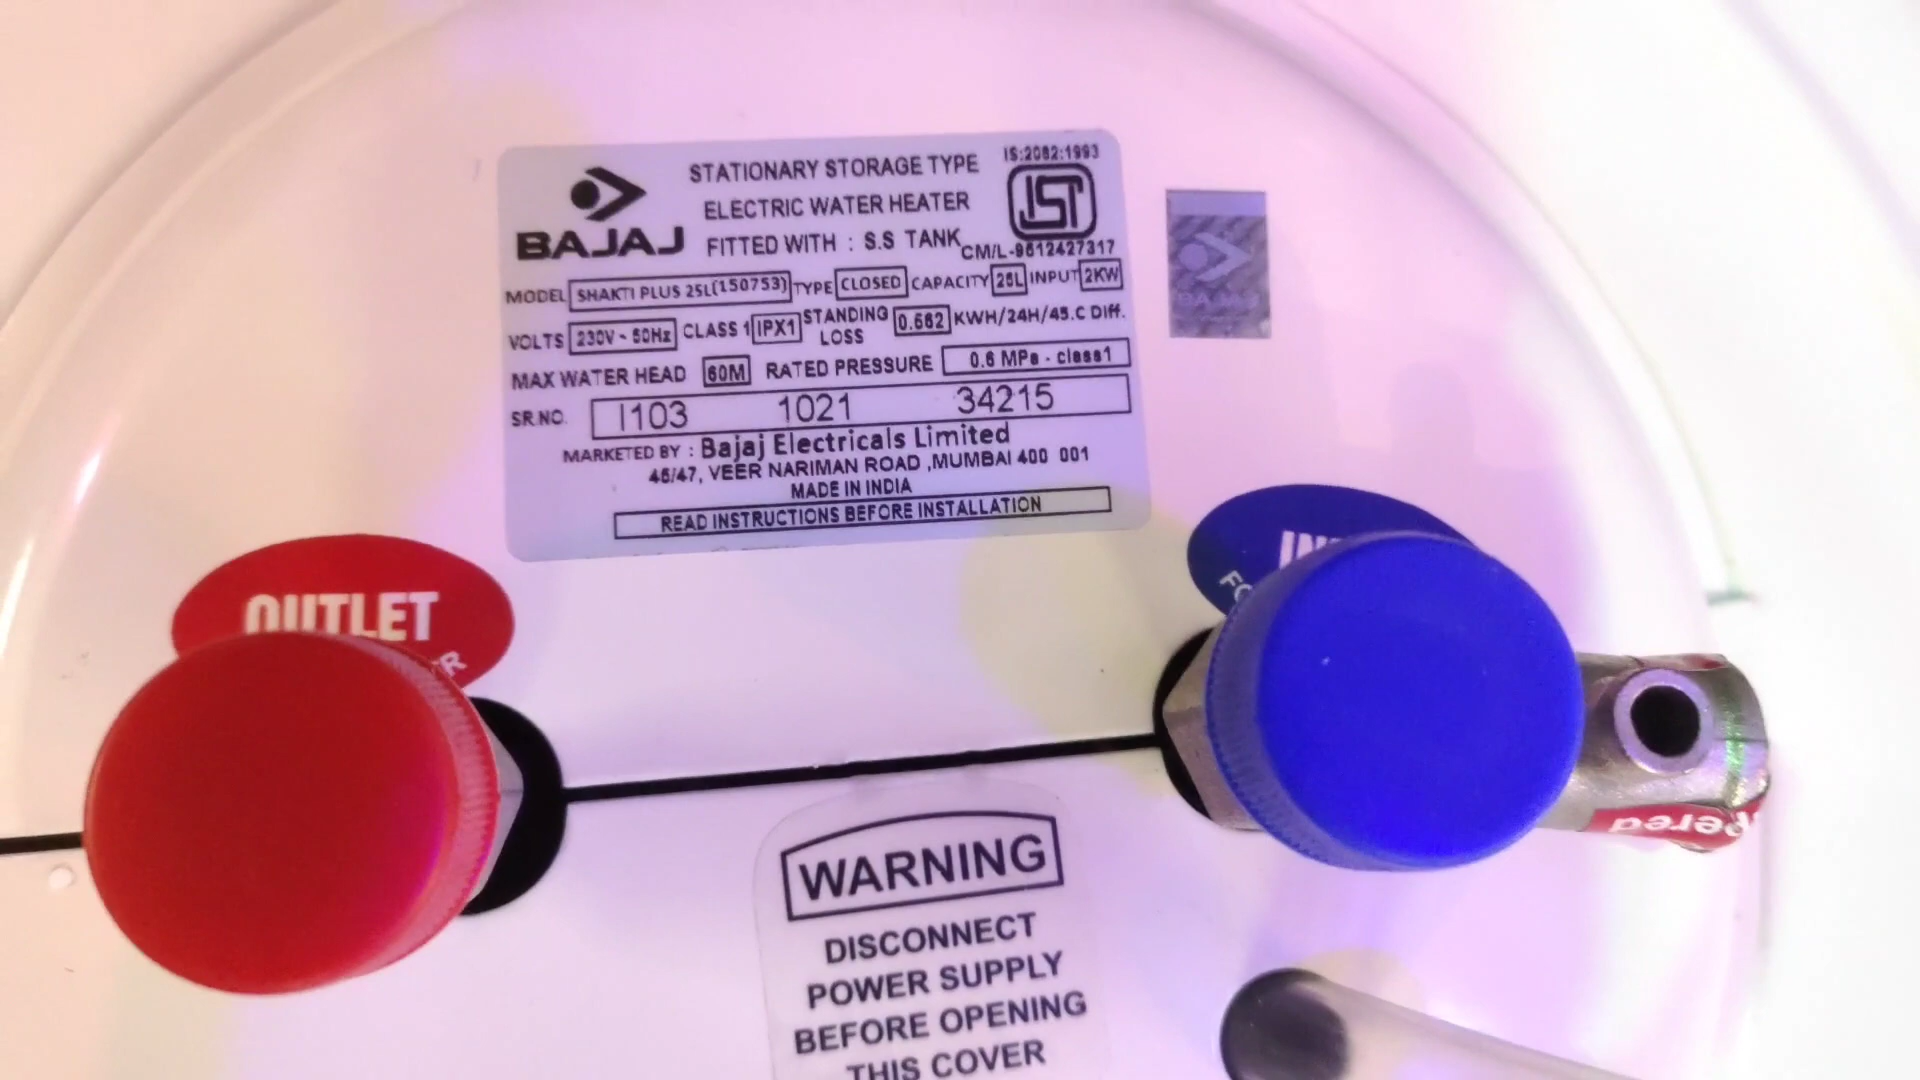 STATIONARY STORAGE TYPE
ELECTRIC WATER HEATER
FITTED WITH : S.S TANK
BAJAJ
IS:2082:1993
CM/L-9612427317
MODEL SHAKTI PLUS 25L(150753) TYPE CLOSED CAPACITY 25L INPUT 2KW
VOLTS 230V ~ 50Hz CLASS 1 IPX1 STANDING LOSS 0.662 KWH/24H/45.C Diff.
MAX WATER HEAD 60M RATED PRESSURE 0.6 MPa - class1
SR.NO. I103 1021 34215
MARKETED BY : Bajaj Electricals Limited
46/47, VEER NARIMAN ROAD ,MUMBAI 400 001
MADE IN INDIA
READ INSTRUCTIONS BEFORE INSTALLATION
BAJAJ
OUTLET
WARNING
DISCONNECT
POWER SUPPLY
BEFORE OPENING
THIS COVER